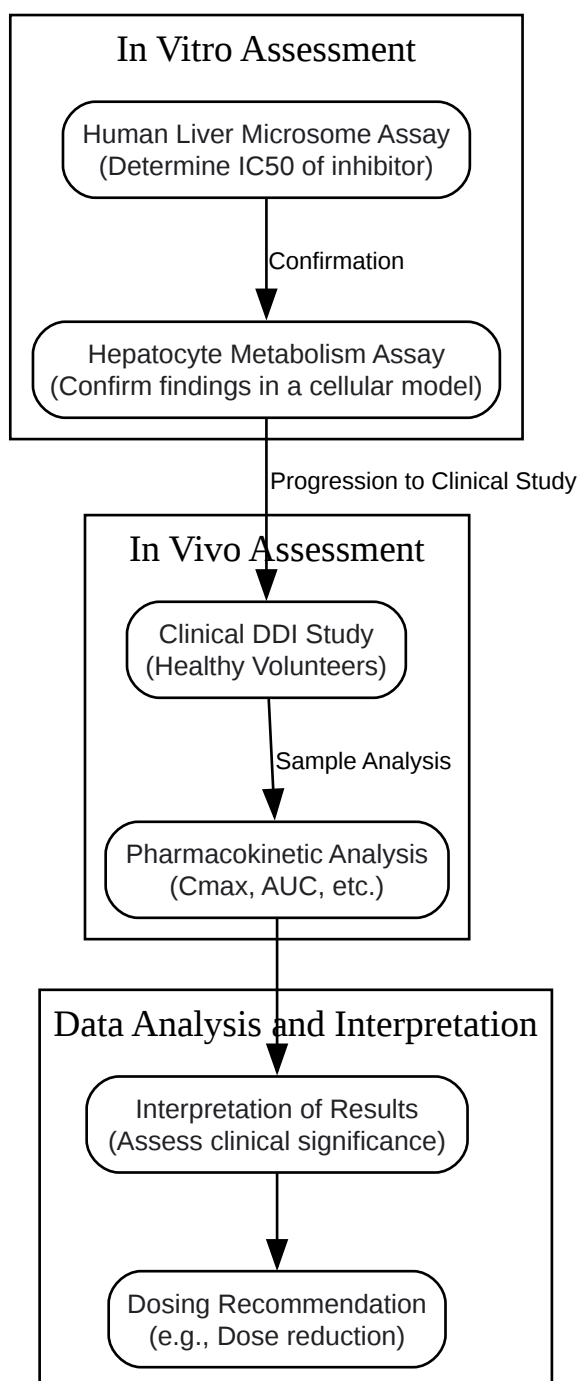 In Vitro Assessment
Human Liver Microsome Assay
(Determine IC50 of inhibitor)
Confirmation
Hepatocyte Metabolism Assay
(Confirm findings in a cellular model)
Progression to Clinical Study
In Vivo Assessment
Clinical DDI Study
(Healthy Volunteers)
Sample Analysis
Pharmacokinetic Analysis
(Cmax, AUC, etc.)
Data Analysis and Interpretation
Interpretation of Results
(Assess clinical significance)
Dosing Recommendation
(e.g., Dose reduction)